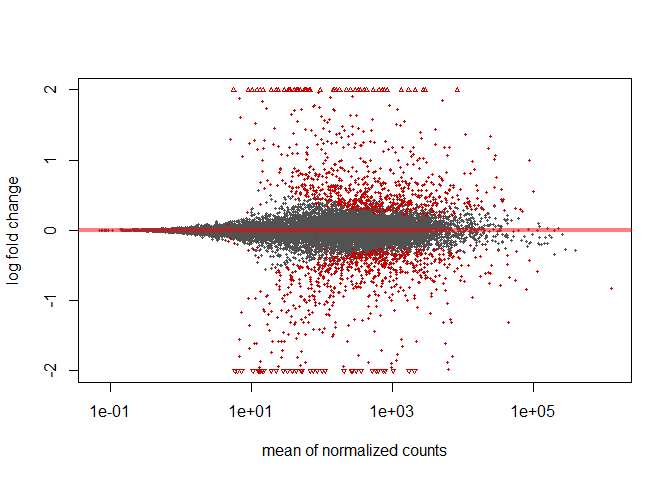 log fold change
2
1
0
-1
-2
1e-01
1e+01
1e+03
1e+05
mean of normalized counts